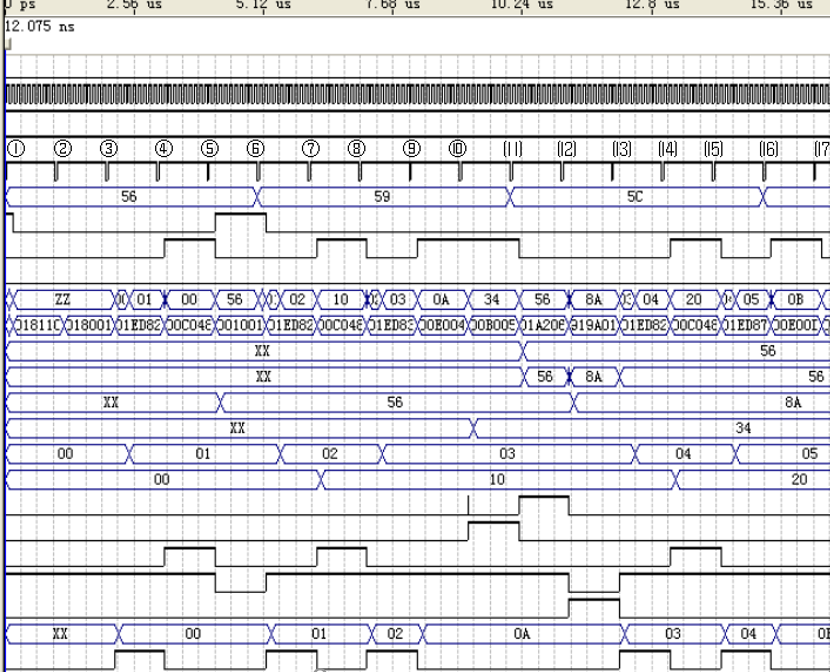 0 ps 2.56 us 5.12 us 7.68 us 10.24 us 12.8 us 15.36 us
12.075 ns
① ② ③ ④ ⑤ ⑥ ⑦ ⑧ ⑨ ⑩ (11) (12) (13) (14) (15) (16) (17
56 59 5C
ZZ 01 00 56 02 10 03 0A 34 56 8A 04 20 05 0B
018110 018001 01ED82 00C048 001001 01ED82 00C048 01ED83 00E004 00B005 01A206 919A01 01ED82 00C048 01ED87 00E00D
XX 56
XX 56 8A 56
XX 56 8A
XX 34
00 01 02 03 04 05
00 10 20
XX 00 01 02 0A 03 04